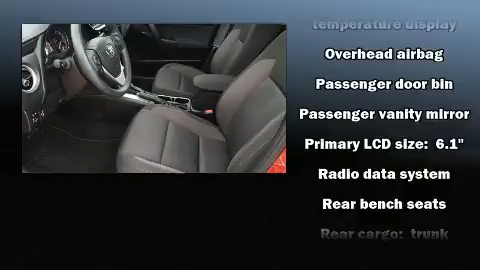 temperature display
Overhead airbag
Passenger door bin
Passenger vanity mirror
Primary LCD size:  6.1"
Radio data system
Rear bench seats
Rear cargo:  trunk